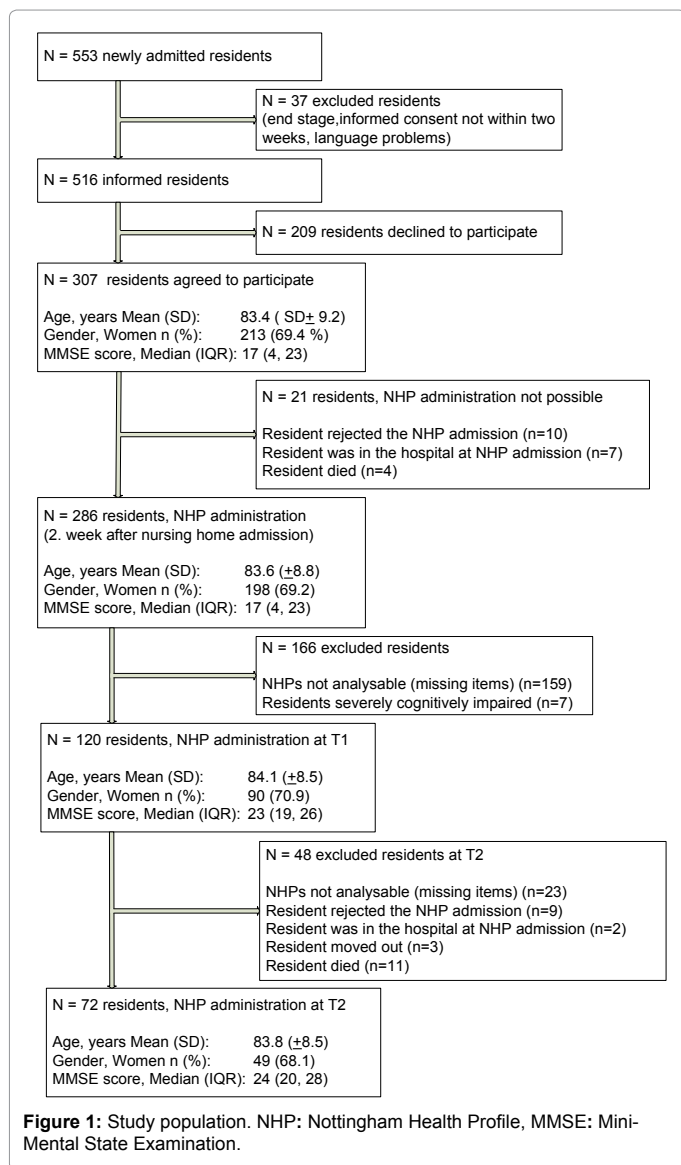 N = 553 newly admitted residents
N = 37 excluded residents
(end stage,informed consent not within two
weeks, language problems)
N = 516 informed residents
N = 209 residents declined to participate
N = 307 residents agreed to participate
Age, years Mean (SD): 83.4 ( SD± 9.2)
Gender, Women n (%): 213 (69.4 %)
MMSE score, Median (IQR): 17 (4, 23)
N = 21 residents, NHP administration not possible
Resident rejected the NHP admission (n=10)
Resident was in the hospital at NHP admission (n=7)
Resident died (n=4)
N = 286 residents, NHP administration
(2. week after nursing home admission)
Age, years Mean (SD): 83.6 (±8.8)
Gender, Women n (%): 198 (69.2)
MMSE score, Median (IQR): 17 (4, 23)
N = 166 excluded residents
NHPs not analysable (missing items) (n=159)
Residents severely cognitively impaired (n=7)
N = 120 residents, NHP administration at T1
Age, years Mean (SD): 84.1 (±8.5)
Gender, Women n (%): 90 (70.9)
MMSE score, Median (IQR): 23 (19, 26)
N = 48 excluded residents at T2
NHPs not analysable (missing items) (n=23)
Resident rejected the NHP admission (n=9)
Resident was in the hospital at NHP admission (n=2)
Resident moved out (n=3)
Resident died (n=11)
N = 72 residents, NHP administration at T2
Age, years Mean (SD): 83.8 (±8.5)
Gender, Women n (%): 49 (68.1)
MMSE score, Median (IQR): 24 (20, 28)
Figure 1: Study population. NHP: Nottingham Health Profile, MMSE: Mini-
Mental State Examination.